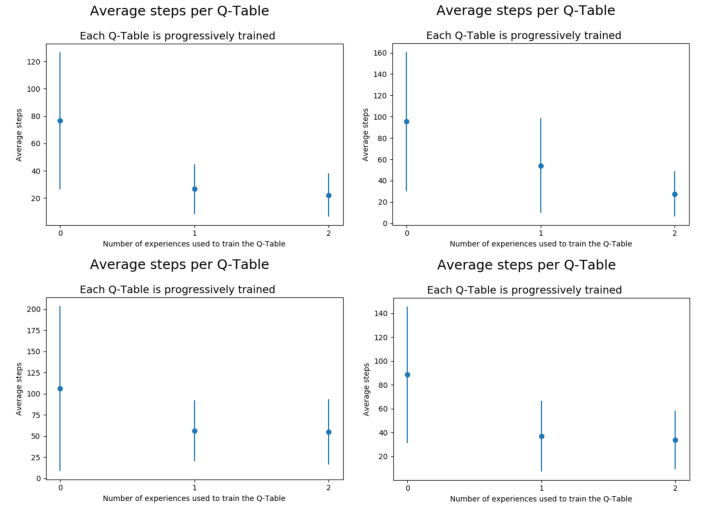 Average steps per Q-Table
Each Q-Table is progressively trained
120
100
80
60
40
20
Average steps
0 1 2
Number of experiences used to train the Q-Table
Average steps per Q-Table
Each Q-Table is progressively trained
160
140
120
100
80
60
40
20
0
Average steps
0 1 2
Number of experiences used to train the Q-Table
Average steps per Q-Table
Each Q-Table is progressively trained
200
175
150
125
100
75
50
25
0
Average steps
0 1 2
Number of experiences used to train the Q-Table
Average steps per Q-Table
Each Q-Table is progressively trained
140
120
100
80
60
40
20
Average steps
0 1 2
Number of experiences used to train the Q-Table